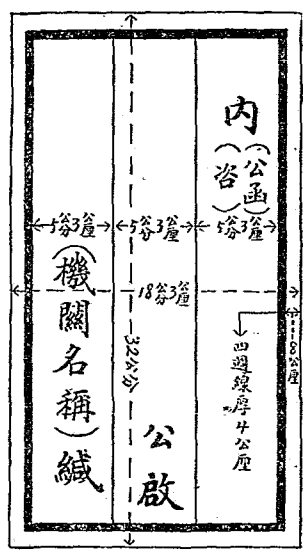 內(公函)(咨)
公啟
(機關名稱)緘
5公分3公厘
5公分3公厘
5公分3公厘
18公分3公厘
32公分
8公厘
四週線厚4公厘